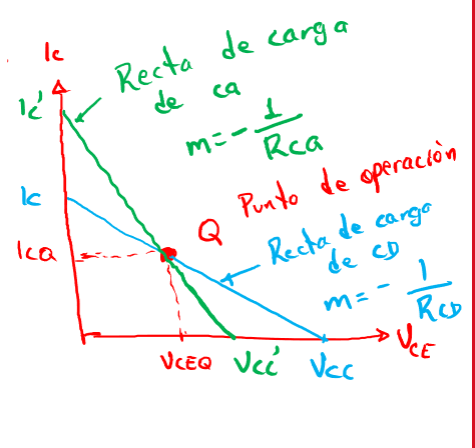 Ic
Recta de carga
de ca
Ic'
m=-1/Rca
Ic
Q Punto de operación
Recta de carga
de CD
ICQ
m=-1/RCD
VCEQ
Vcc'
Vcc
VCE